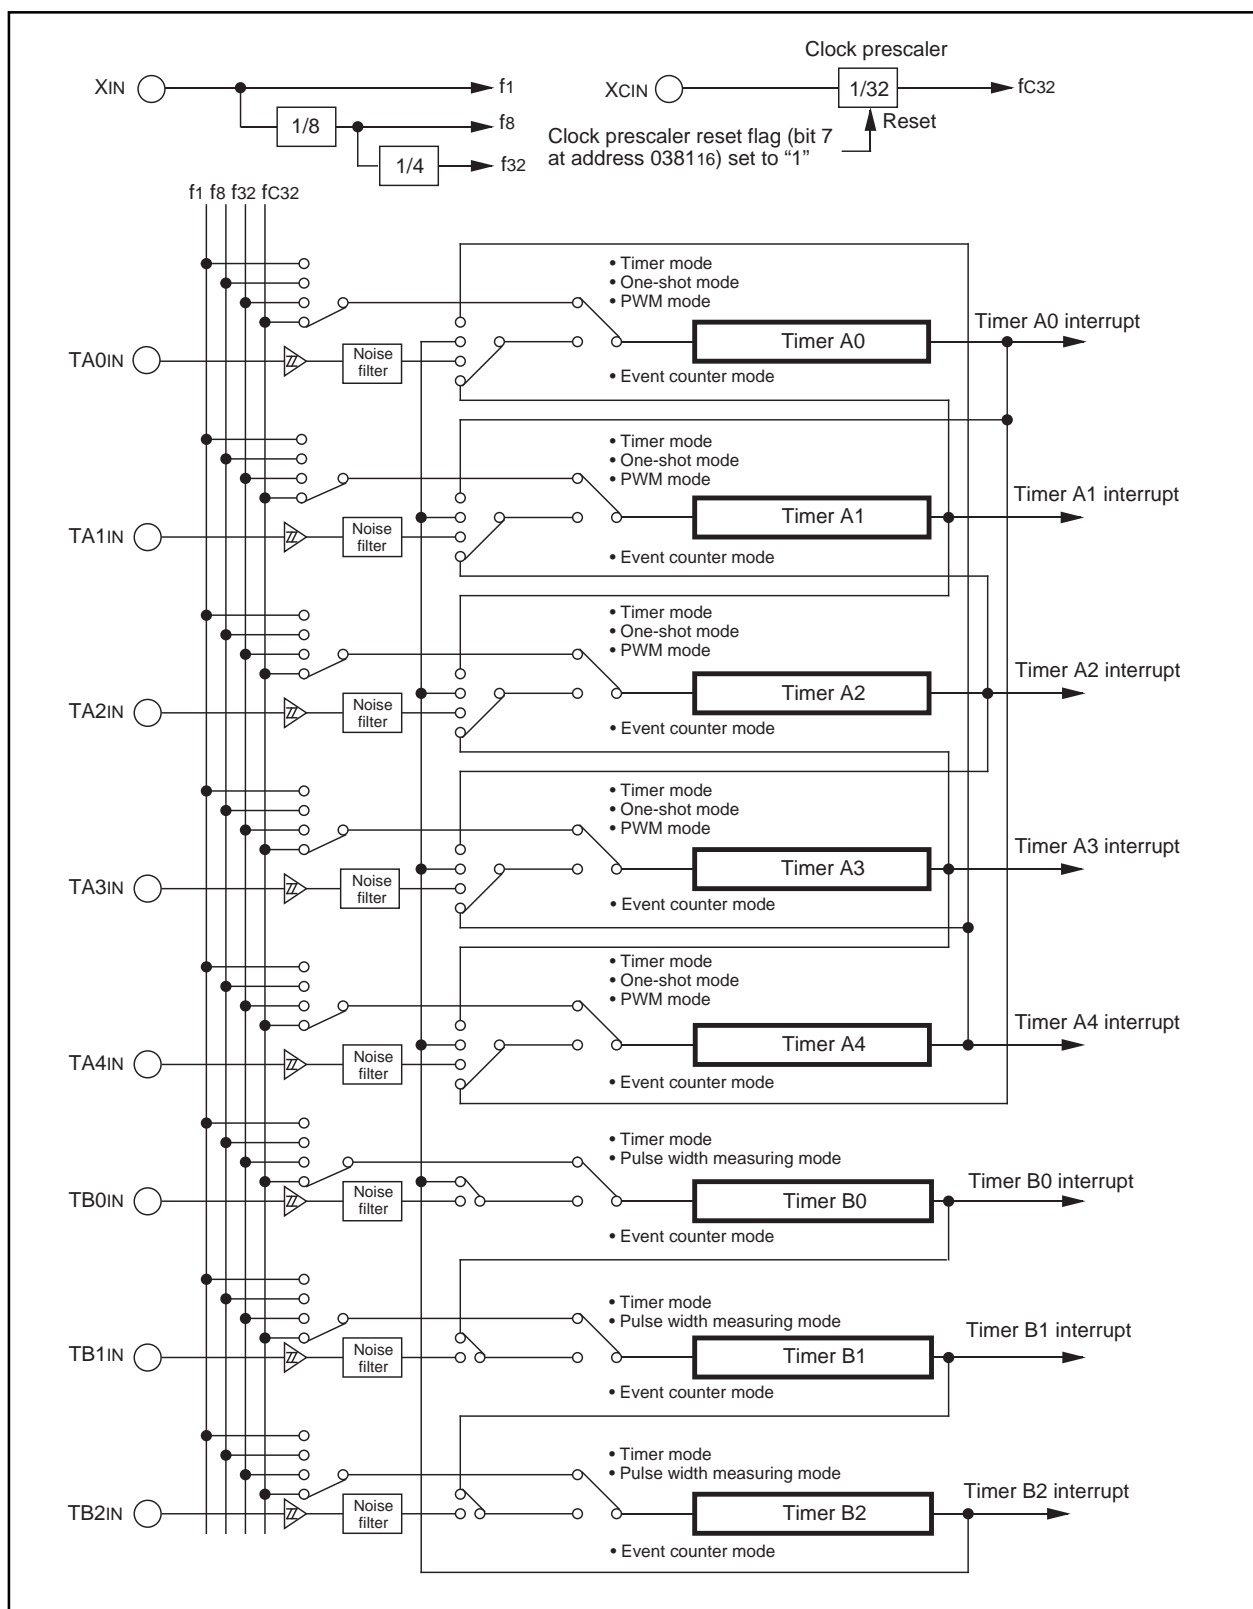 Clock prescaler
XIN
f1
XCIN
1/32
fC32
1/8
f8
Reset
Clock prescaler reset flag (bit 7
at address 038116) set to “1”
1/4
f32
f1 f8 f32 fC32
• Timer mode
• One-shot mode
• PWM mode
Timer A0 interrupt
Timer A0
TA0IN
Noise
filter
• Event counter mode
• Timer mode
• One-shot mode
• PWM mode
Timer A1 interrupt
Timer A1
TA1IN
Noise
filter
• Event counter mode
• Timer mode
• One-shot mode
• PWM mode
Timer A2 interrupt
Timer A2
TA2IN
Noise
filter
• Event counter mode
• Timer mode
• One-shot mode
• PWM mode
Timer A3 interrupt
Timer A3
TA3IN
Noise
filter
• Event counter mode
• Timer mode
• One-shot mode
• PWM mode
Timer A4 interrupt
Timer A4
TA4IN
Noise
filter
• Event counter mode
• Timer mode
• Pulse width measuring mode
Timer B0 interrupt
TB0IN
Noise
filter
Timer B0
• Event counter mode
• Timer mode
• Pulse width measuring mode
Timer B1 interrupt
TB1IN
Noise
filter
Timer B1
• Event counter mode
• Timer mode
• Pulse width measuring mode
Timer B2 interrupt
TB2IN
Noise
filter
Timer B2
• Event counter mode